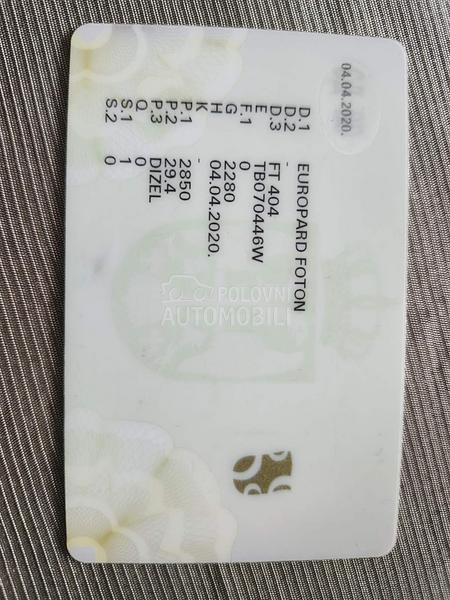 04.04.2020.
D.1 EUROPARD FOTON
D.2 -
D.3 FT 404
E TB070446W
F.1 0
G 2280
H 04.04.2020.
K -
P.1 2850
P.2 29.4
P.3 DIZEL
Q 0
S.1 1
S.2 0
POLOVNI
AUTOMOBILI